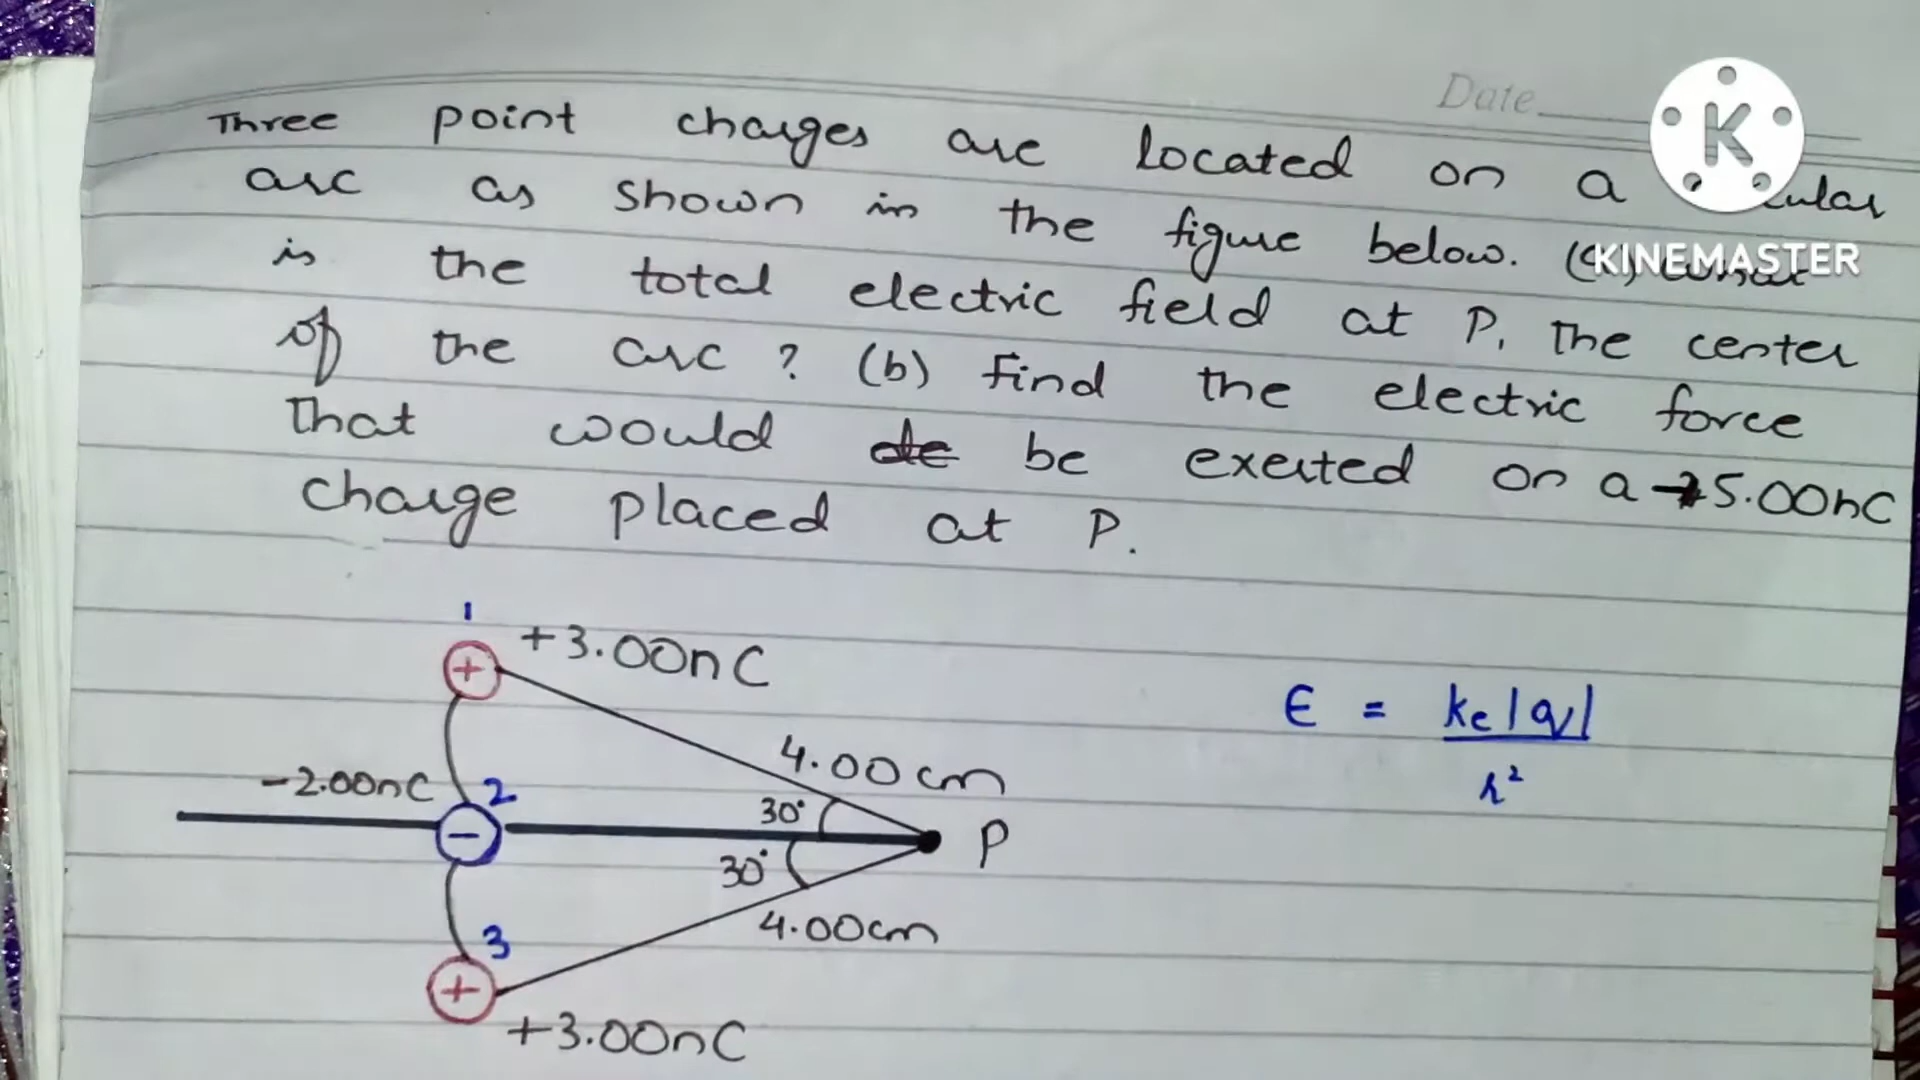 Date
Three point charges are located on a
arc as shown in the figure below. (a)
KINEMASTER
is the total electric field at P, The center
of the arc ? (b) Find the electric force
That would be exerted on a -5.00nC
charge placed at P.
1
+3.00nC
E = ke|q|
r²
4.00cm
-2.00nC 2
30°
P
30°
4.00cm
3
+3.00nC